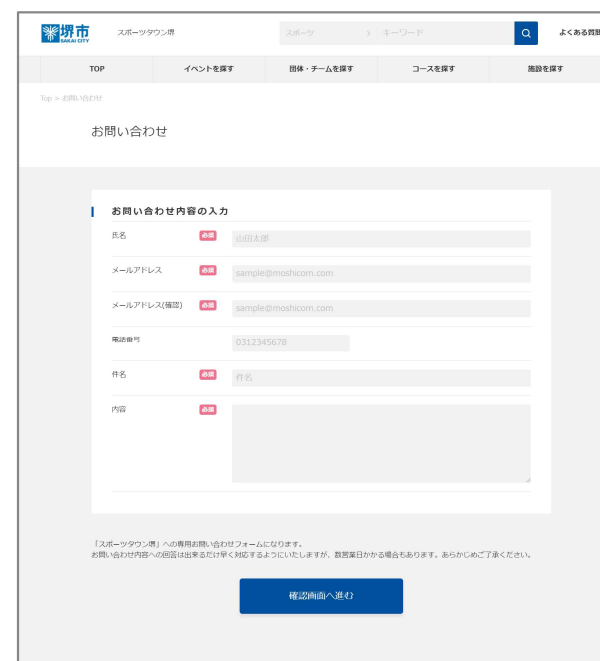 堺市
SAKAI CITY
スポーツタウン堺
スポーツ > キーワード
よくある質問
TOP イベントを探す 団体・チームを探す コースを探す 施設を探す
Top > お問い合わせ
お問い合わせ
お問い合わせ内容の入力
氏名 必須 山田太郎
メールアドレス 必須 sample@moshicom.com
メールアドレス(確認) 必須 sample@moshicom.com
電話番号 0312345678
件名 必須 件名
内容 必須
「スポーツタウン堺」への専用お問い合わせフォームになります。
お問い合わせ内容への回答は出来るだけ早く対応するようにいたしますが、数営業日かかる場合もあります。あらかじめご了承ください。
確認画面へ進む